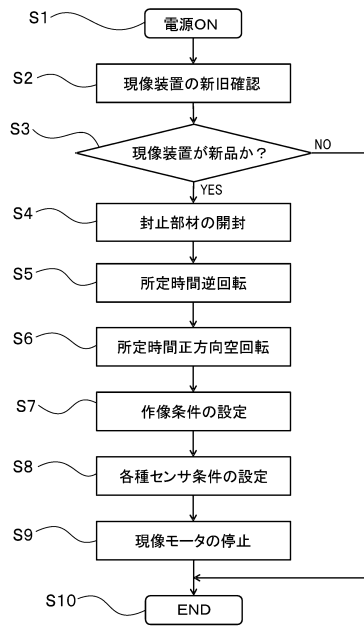 S1 電源ON
S2 現像装置の新旧確認
S3 現像装置が新品か？ NO
YES
S4 封止部材の開封
S5 所定時間逆回転
S6 所定時間正方向空回転
S7 作像条件の設定
S8 各種センサ条件の設定
S9 現像モータの停止
S10 END